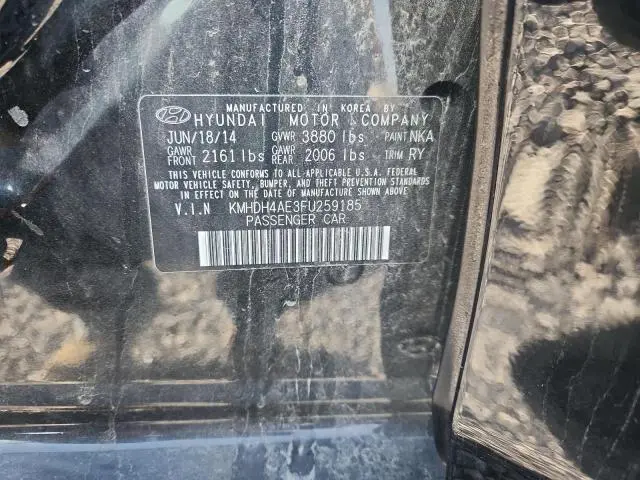 MANUFACTURED IN KOREA BY
HYUNDAI MOTOR COMPANY
JUN/18/14 GVWR 3880 lbs PAINT NKA
GAWR FRONT 2161 lbs GAWR REAR 2006 lbs TRIM RY
THIS VEHICLE CONFORMS TO ALL APPLICABLE U.S.A. FEDERAL
MOTOR VEHICLE SAFETY, BUMPER, AND THEFT PREVENTION STANDARDS
IN EFFECT ON THE DATE OF MANUFACTURE SHOWN ABOVE.
V.I.N KMHDH4AE3FU259185
PASSENGER CAR